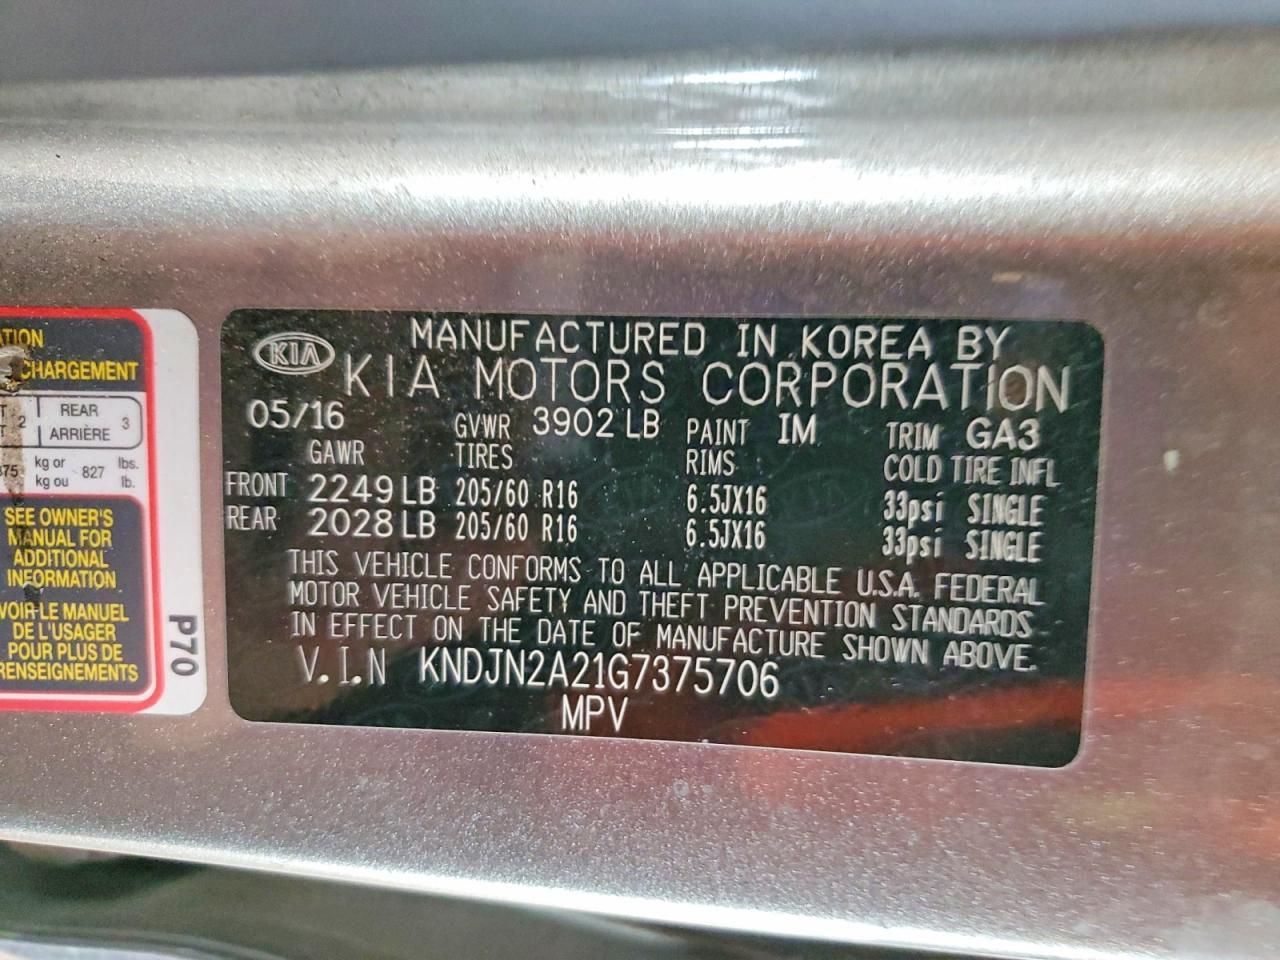 CHARGEMENT
2 REAR 3
ARRIÈRE
kg or 827 lbs.
kg ou lb.
SEE OWNER'S
MANUAL FOR
ADDITIONAL
INFORMATION
VOIR LE MANUEL
DE L'USAGER
POUR PLUS DE
RENSEIGNEMENTS
P70
KIA MANUFACTURED IN KOREA BY
KIA MOTORS CORPORATION
05/16 GVWR 3902 LB PAINT IM TRIM GA3
GAWR TIRES RIMS COLD TIRE INFL
FRONT 2249 LB 205/60 R16 6.5JX16 33psi SINGLE
REAR 2028 LB 205/60 R16 6.5JX16 33psi SINGLE
THIS VEHICLE CONFORMS TO ALL APPLICABLE U.S.A. FEDERAL
MOTOR VEHICLE SAFETY AND THEFT PREVENTION STANDARDS
IN EFFECT ON THE DATE OF MANUFACTURE SHOWN ABOVE.
V.I.N KNDJN2A21G7375706
MPV